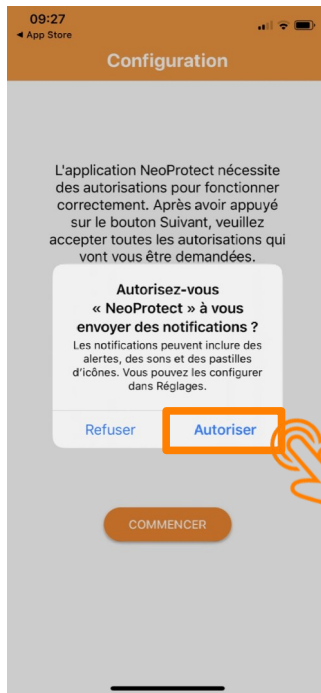 09:27
◀ App Store
Configuration
L'application NeoProtect nécessite
des autorisations pour fonctionner
correctement. Après avoir appuyé
sur le bouton Suivant, veuillez
accepter toutes les autorisations qui
vont vous être demandées.
Autorisez-vous
« NeoProtect » à vous
envoyer des notifications ?
Les notifications peuvent inclure des
alertes, des sons et des pastilles
d'icônes. Vous pouvez les configurer
dans Réglages.
Refuser
Autoriser
COMMENCER